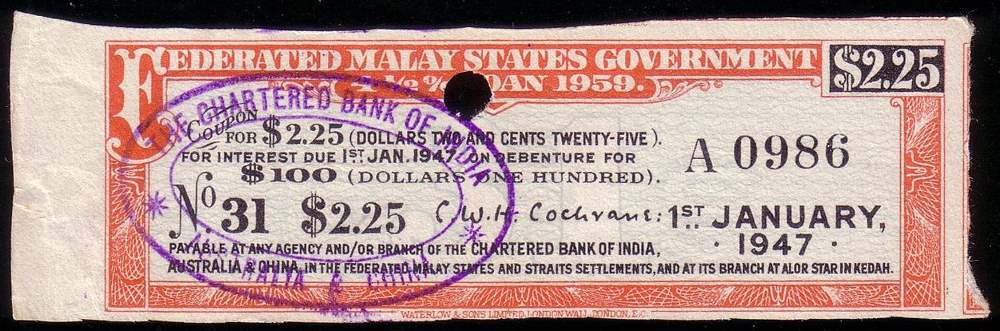 FEDERATED MALAY STATES GOVERNMENT
½% LOAN 1959.
$2.25
COUPON
FOR $2.25 (DOLLARS TWO AND CENTS TWENTY-FIVE).
FOR INTEREST DUE 1ST JAN. 1947, ON DEBENTURE FOR
$100 (DOLLARS ONE HUNDRED).
A 0986
No 31 $2.25
C. W. H. Cochrane:
1ST JANUARY,
· 1947 ·
PAYABLE AT ANY AGENCY AND/OR BRANCH OF THE CHARTERED BANK OF INDIA,
AUSTRALIA & CHINA, IN THE FEDERATED MALAY STATES AND STRAITS SETTLEMENTS, AND AT ITS BRANCH AT ALOR STAR IN KEDAH.
WATERLOW & SONS LIMITED, LONDON WALL, LONDON, E.C.
THE CHARTERED BANK OF INDIA
AUSTRALIA & CHINA